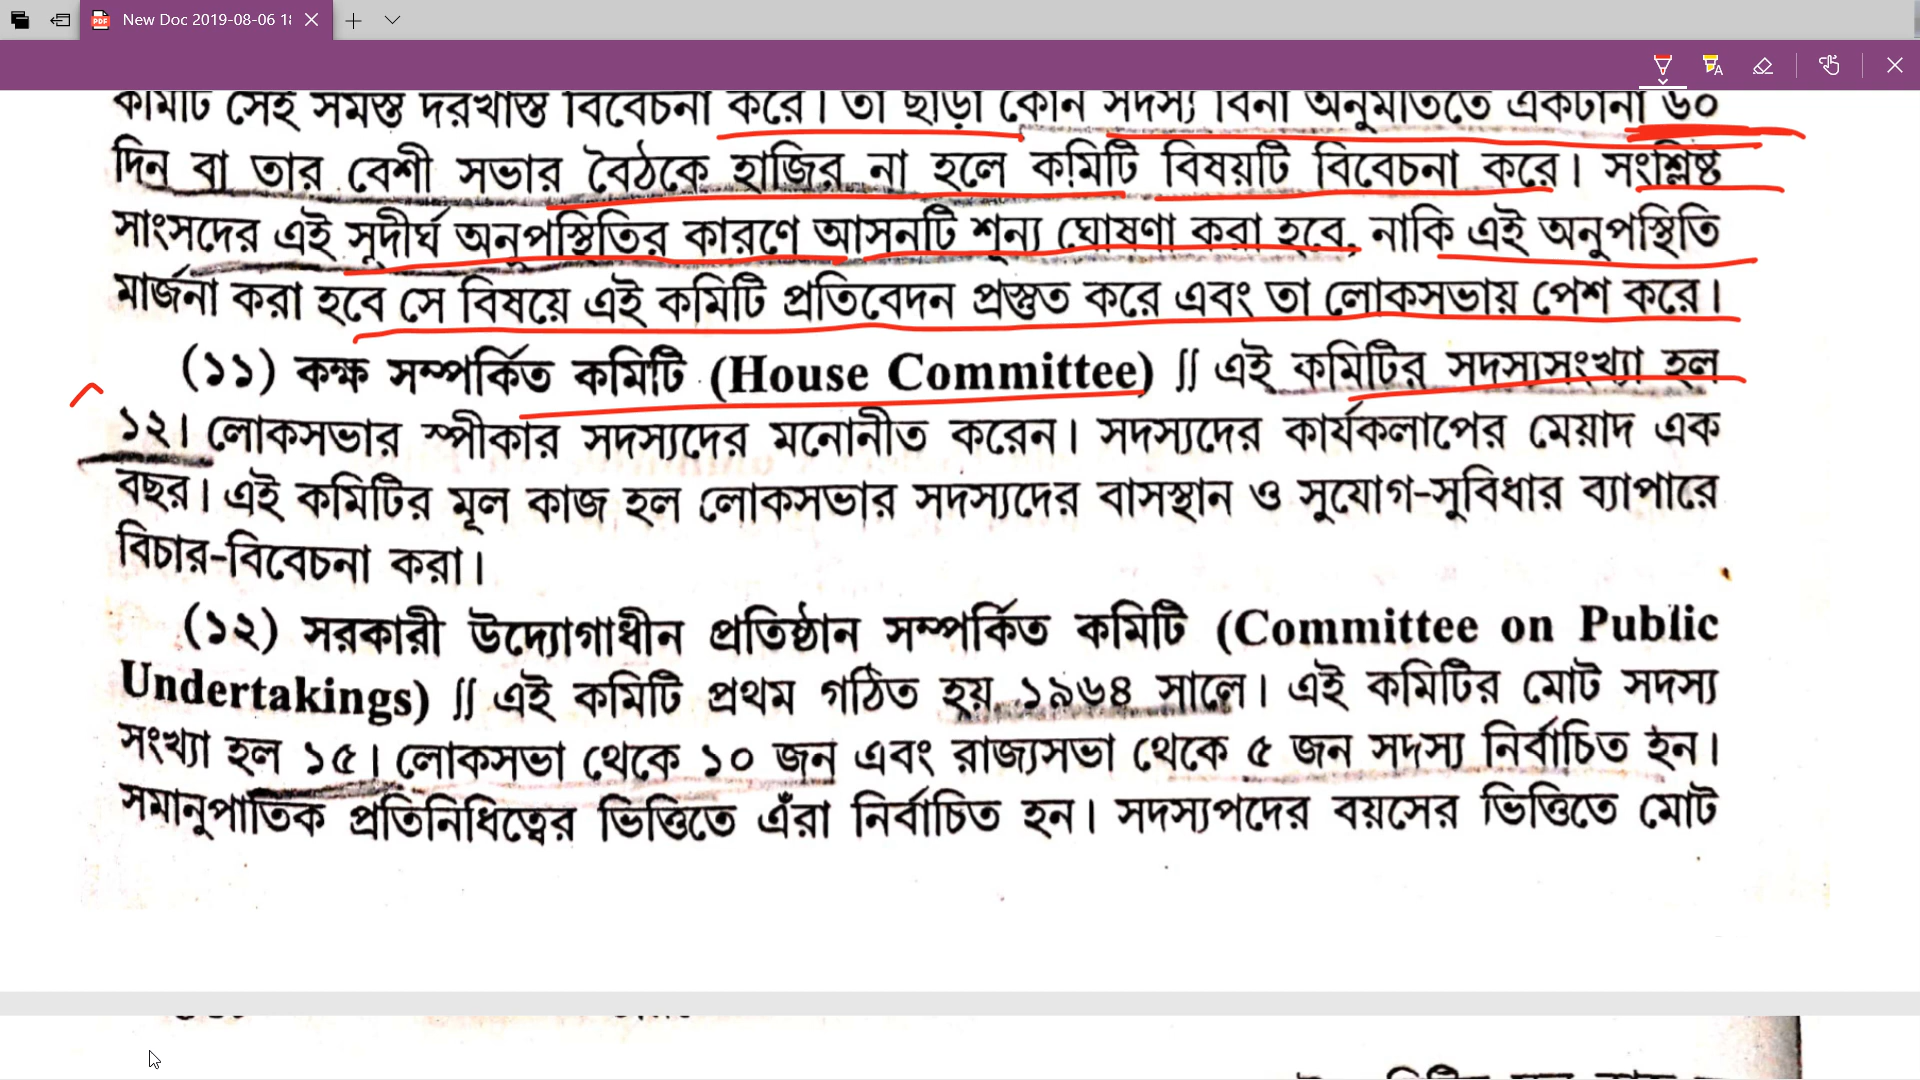 New Doc 2019-08-06 18
কমিটি সেই সমস্ত দরখাস্ত বিবেচনা করে। তা ছাড়া কোন সদস্য বিনা অনুমতিতে একটানা ৬০
দিন বা তার বেশী সভার বৈঠকে হাজির না হলে কমিটি বিষয়টি বিবেচনা করে। সংশ্লিষ্ট
সাংসদের এই সুদীর্ঘ অনুপস্থিতির কারণে আসনটি শূন্য ঘোষণা করা হবে, নাকি এই অনুপস্থিতি
মার্জনা করা হবে সে বিষয়ে এই কমিটি প্রতিবেদন প্রস্তুত করে এবং তা লোকসভায় পেশ করে।
(১১) কক্ষ সম্পর্কিত কমিটি (House Committee) || এই কমিটির সদস্যসংখ্যা হল
১২। লোকসভার স্পীকার সদস্যদের মনোনীত করেন। সদস্যদের কার্যকলাপের মেয়াদ এক
বছর। এই কমিটির মূল কাজ হল লোকসভার সদস্যদের বাসস্থান ও সুযোগ-সুবিধার ব্যাপারে
বিচার-বিবেচনা করা।
(১২) সরকারী উদ্যোগাধীন প্রতিষ্ঠান সম্পর্কিত কমিটি (Committee on Public
Undertakings) || এই কমিটি প্রথম গঠিত হয় ১৯৬৪ সালে। এই কমিটির মোট সদস্য
সংখ্যা হল ১৫। লোকসভা থেকে ১০ জন এবং রাজ্যসভা থেকে ৫ জন সদস্য নির্বাচিত হন।
সমানুপাতিক প্রতিনিধিত্বের ভিত্তিতে এঁরা নির্বাচিত হন। সদস্যপদের বয়সের ভিত্তিতে মোট